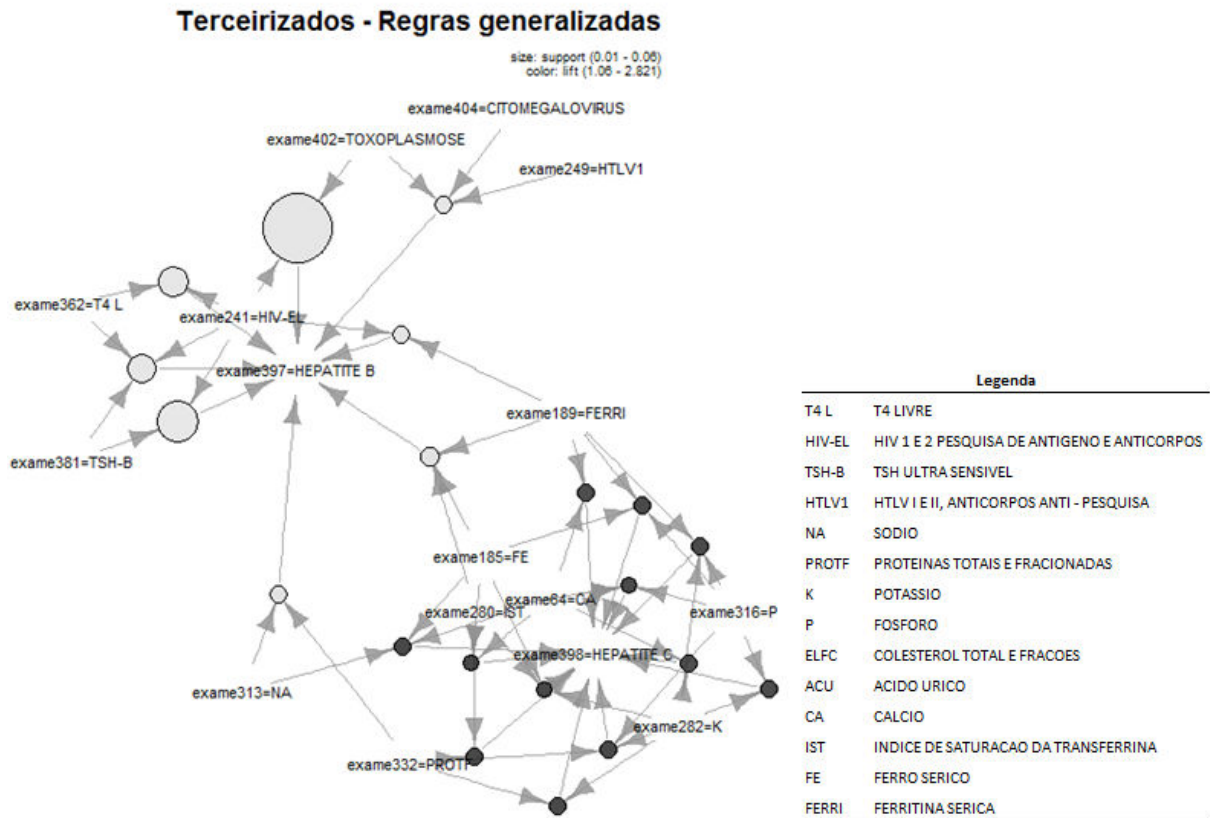 Terceirizados - Regras generalizadas
size: support (0.01 - 0.06)
color: lift (1.06 - 2.821)
exame404=CITOMEGALOVIRUS
exame402=TOXOPLASMOSE
exame249=HTLV1
exame362=T4 L
exame241=HIV-EL
exame397=HEPATITE B
exame189=FERRI
exame381=TSH-B
exame185=FE
exame64=CA
exame280=IST
exame316=P
exame398=HEPATITE C
exame313=NA
exame282=K
exame332=PROTF
Legenda
T4 L T4 LIVRE
HIV-EL HIV 1 E 2 PESQUISA DE ANTIGENO E ANTICORPOS
TSH-B TSH ULTRA SENSIVEL
HTLV1 HTLV I E II, ANTICORPOS ANTI - PESQUISA
NA SODIO
PROTF PROTEINAS TOTAIS E FRACIONADAS
K POTASSIO
P FOSFORO
ELFC COLESTEROL TOTAL E FRACOES
ACU ACIDO URICO
CA CALCIO
IST INDICE DE SATURACAO DA TRANSFERRINA
FE FERRO SERICO
FERRI FERRITINA SERICA